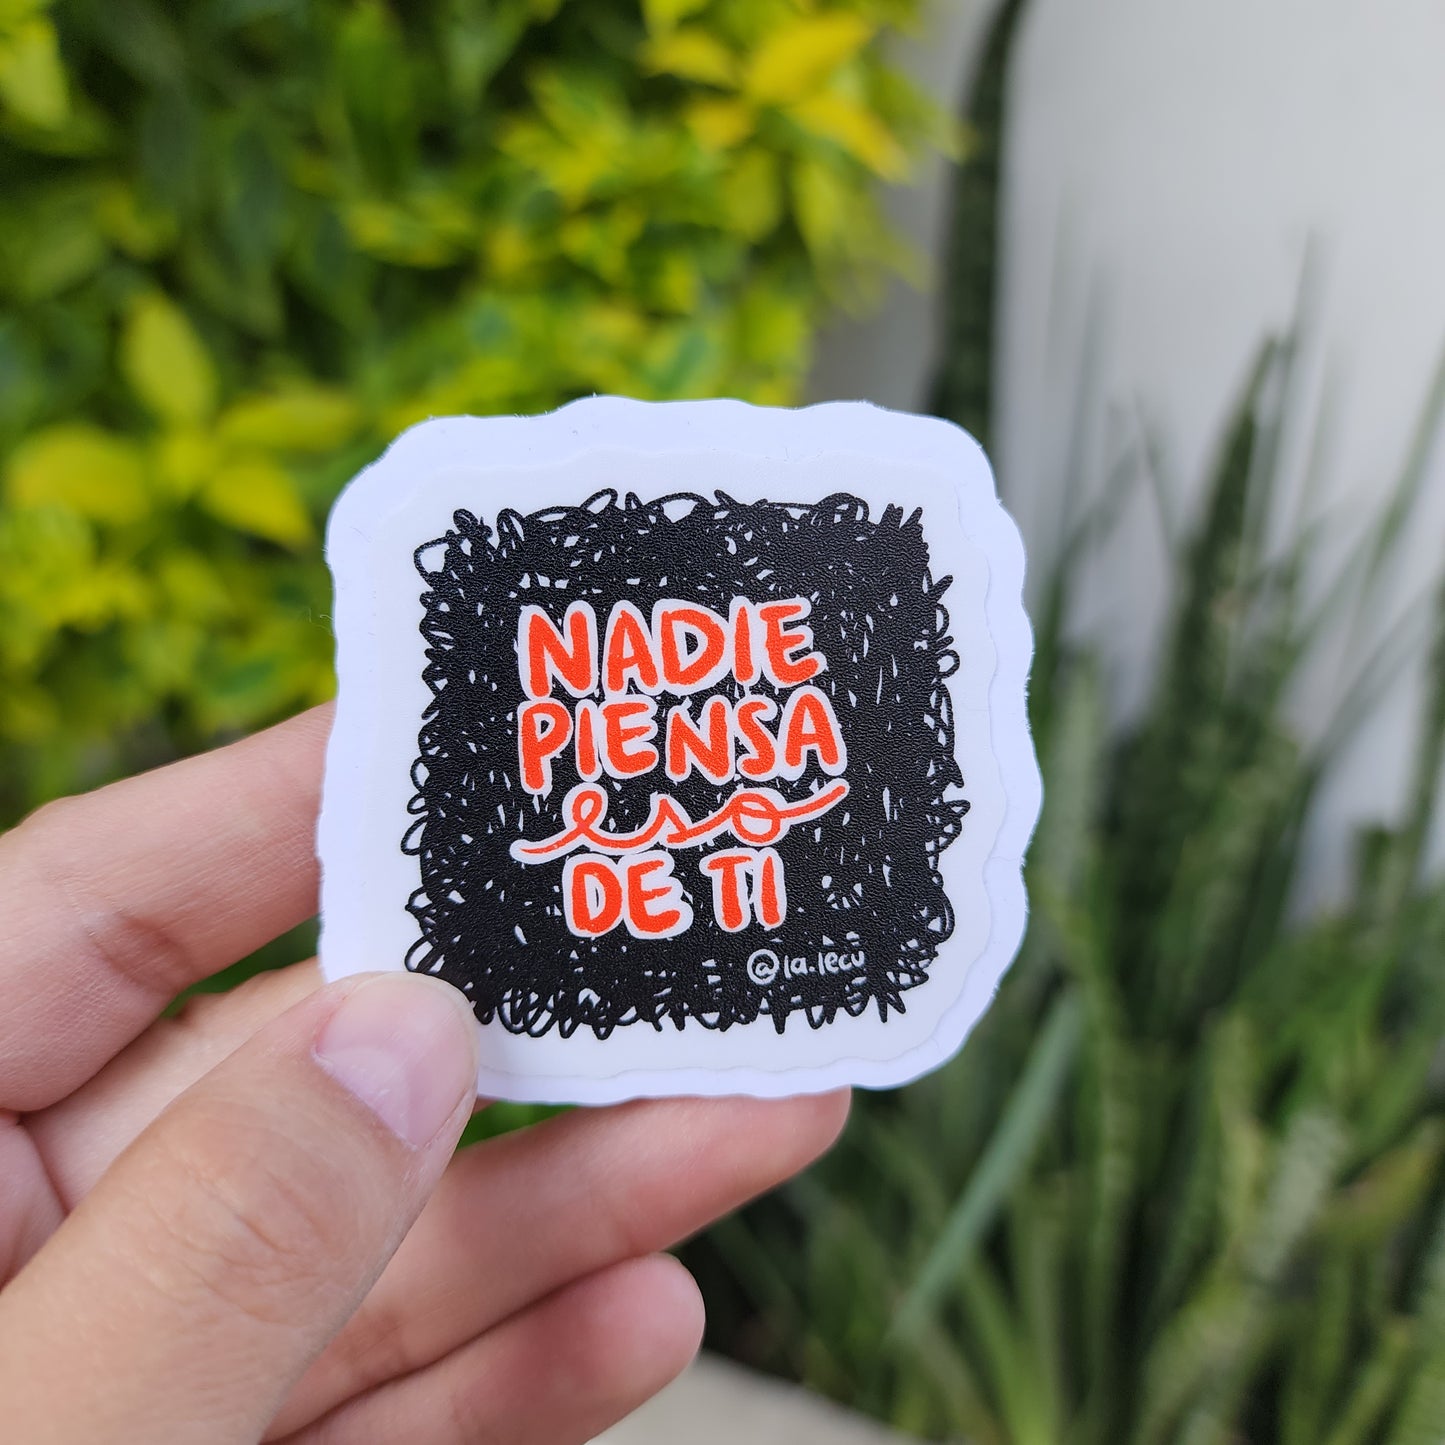 NADIE
PIENSA
eso
DE TI
@la.lecu